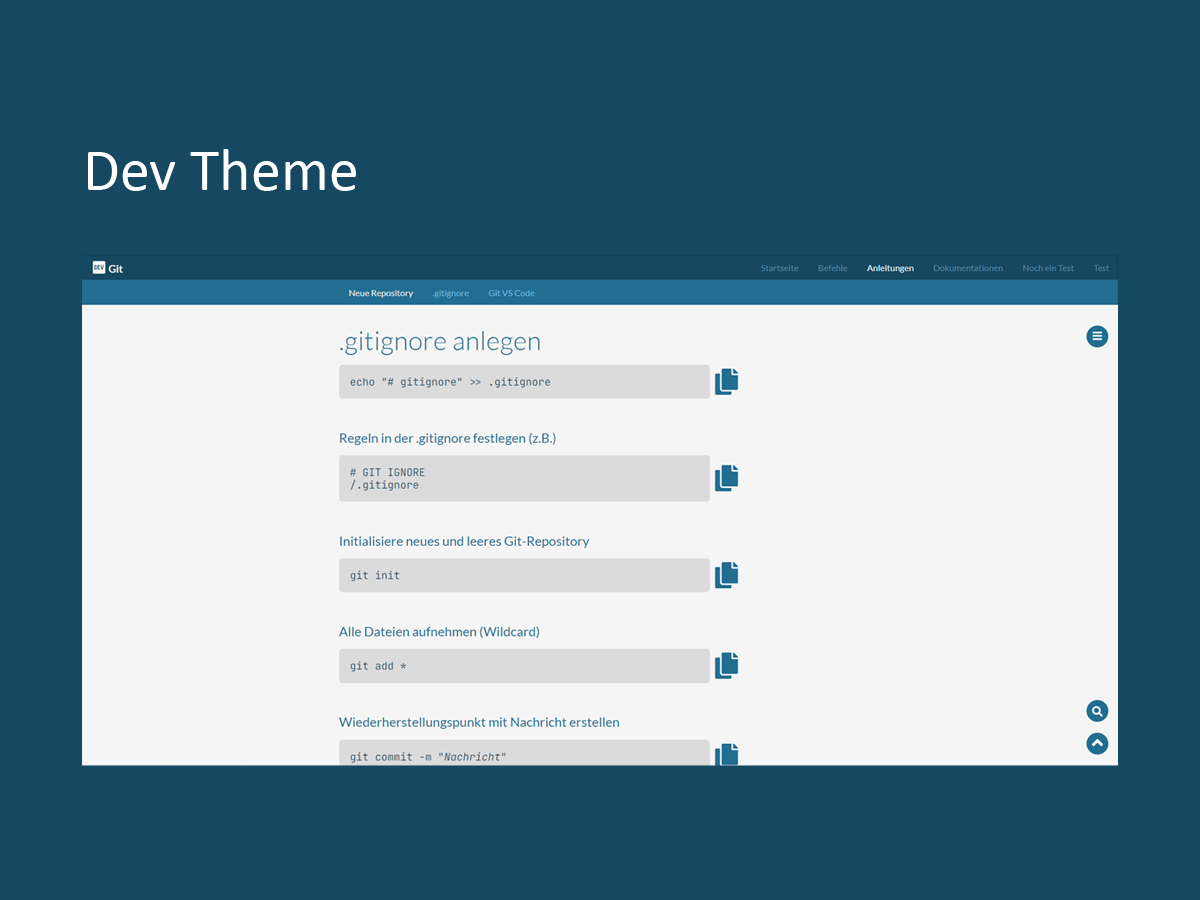 Dev Theme
DEV Git
Startseite Befehle Anleitungen Dokumentationen Noch ein Test Test
Neue Repository .gitignore Git VS Code
.gitignore anlegen
echo "# gitignore" >> .gitignore
Regeln in der .gitignore festlegen (z.B.)
# GIT IGNORE
/.gitignore
Initialisiere neues und leeres Git-Repository
git init
Alle Dateien aufnehmen (Wildcard)
git add *
Wiederherstellungspunkt mit Nachricht erstellen
git commit -m "Nachricht"